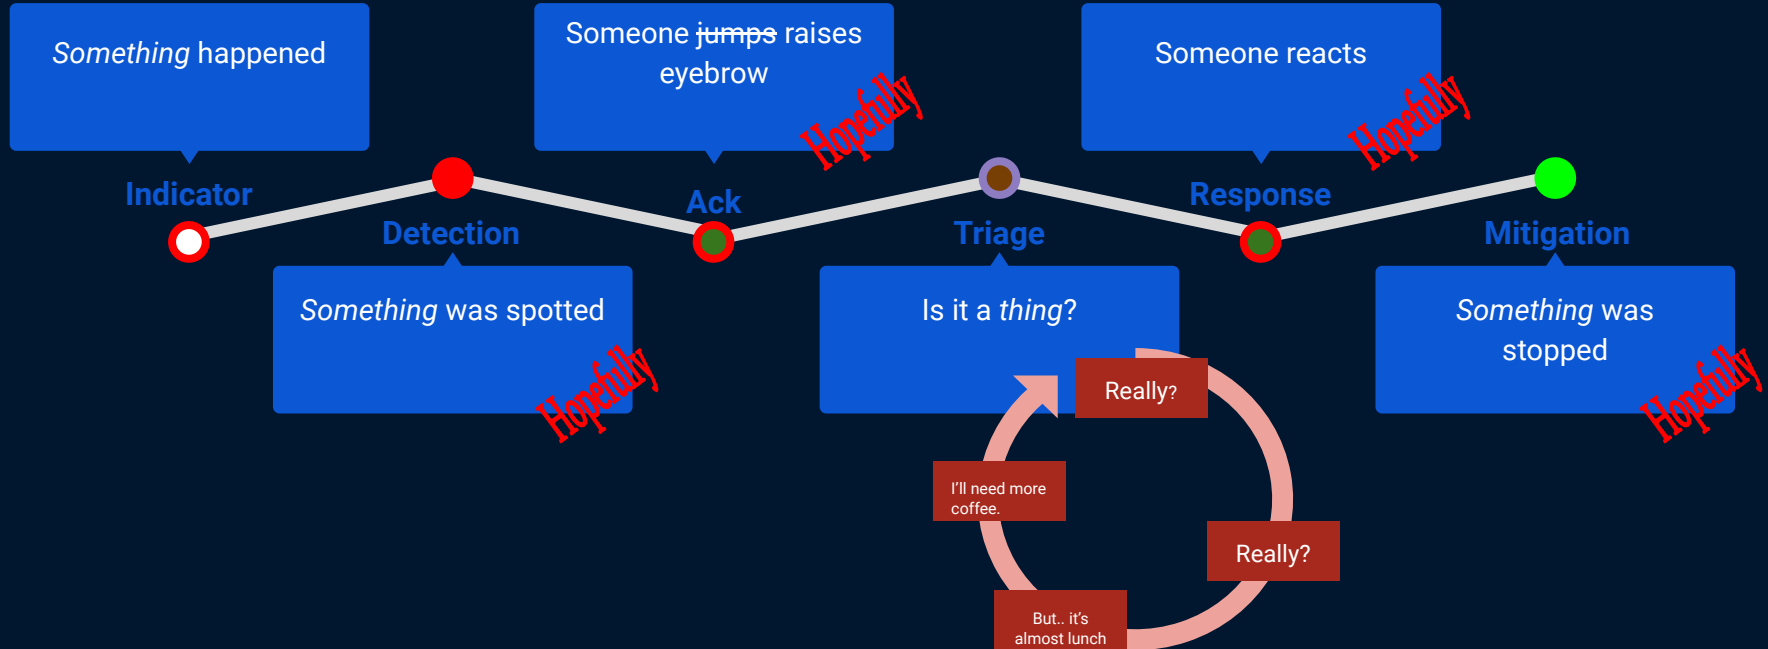 Something happened
Indicator
Detection
Something was spotted
Hopefully
Someone jumps raises
eyebrow
Hopefully
Ack
Triage
Is it a thing?
Really?
Really?
But.. it's
almost lunch
I'll need more
coffee.
Someone reacts
Hopefully
Response
Mitigation
Something was
stopped
Hopefully